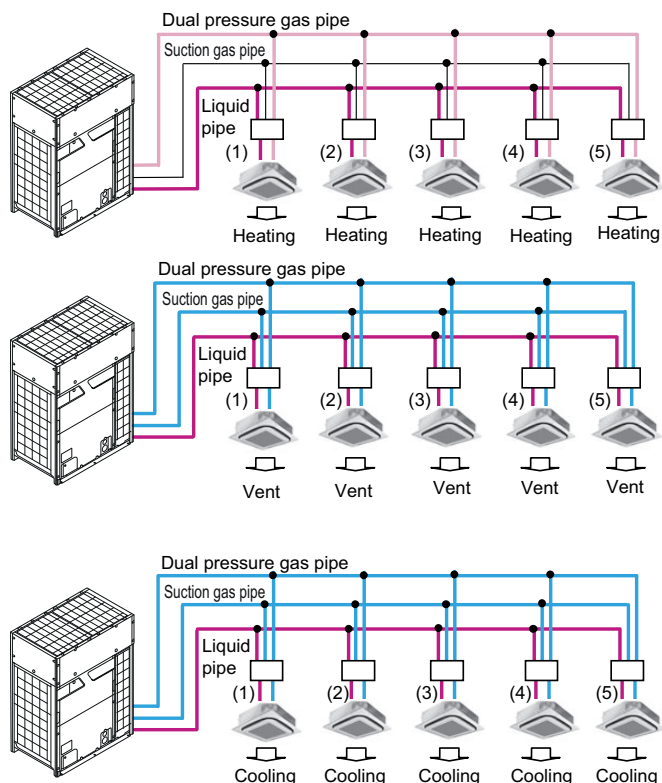 Dual pressure gas pipe
Suction gas pipe
Liquid
pipe
(1) (2) (3) (4) (5)
Heating Heating Heating Heating Heating
Dual pressure gas pipe
Suction gas pipe
Liquid
pipe
(1) (2) (3) (4) (5)
Vent Vent Vent Vent Vent
Dual pressure gas pipe
Suction gas pipe
Liquid
pipe
(1) (2) (3) (4) (5)
Cooling Cooling Cooling Cooling Cooling